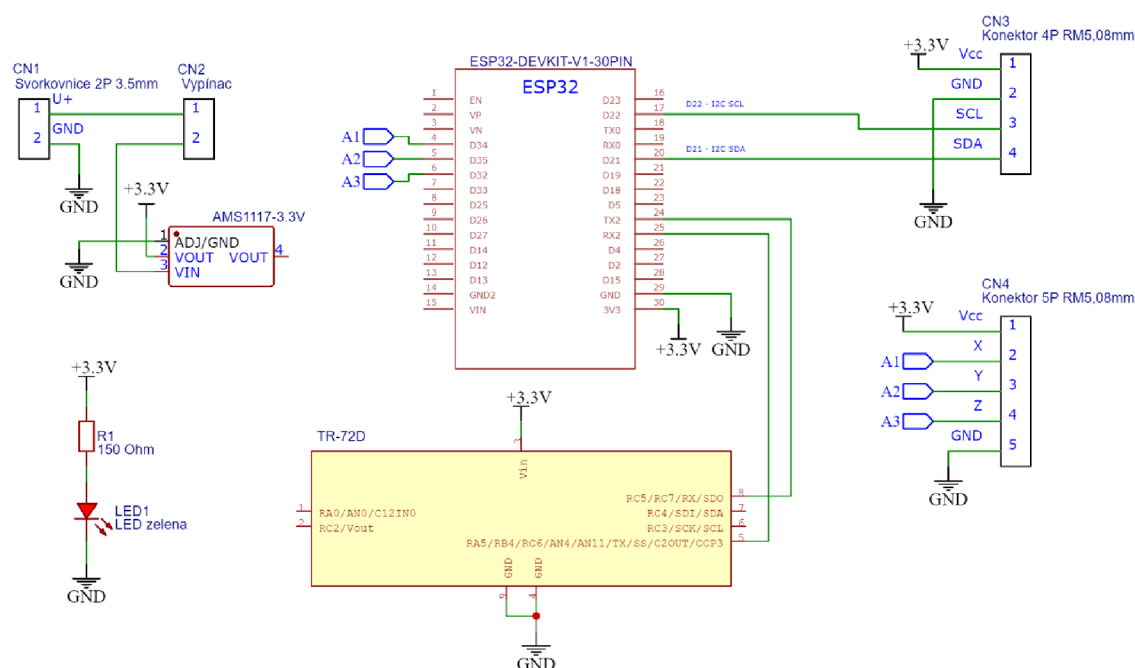 CN1
Svorkovnice 2P 3.5mm
1
U+
2
GND
GND
CN2
Vypínac
1
2
+3.3V
AMS1117-3.3V
1
ADJ/GND
2
VOUT
VOUT
4
3
VIN
GND
+3.3V
R1
150 Ohm
LED1
LED zelena
GND
ESP32-DEVKIT-V1-30PIN
ESP32
1
EN
2
VP
3
VN
4
D34
5
D35
6
D32
7
D33
8
D25
9
D26
10
D27
11
D14
12
D12
13
D13
14
GND2
15
VIN
A1
A2
A3
D23
16
D22
17
TX0
18
RX0
19
D21
20
D19
21
D18
22
D5
23
TX2
24
RX2
25
D4
26
D2
27
D15
28
GND
29
3V3
30
D22 - I2C SCL
D21 - I2C SDA
+3.3V
GND
CN3
Konektor 4P RM5,08mm
+3.3V
Vcc
1
GND
2
SCL
3
SDA
4
GND
CN4
Konektor 5P RM5,08mm
+3.3V
Vcc
1
A1
X
2
A2
Y
3
A3
Z
4
GND
5
GND
+3.3V
TR-72D
3
Vin
1
RA0/AN0/C12IN0
2
RC2/Vout
RC5/RC7/RX/SDO
8
RC4/SDI/SDA
7
RC3/SCK/SCL
6
RA5/RB4/RC6/AN4/AN11/TX/SS/C2OUT/CCP3
5
GND
GND
9
4
GND